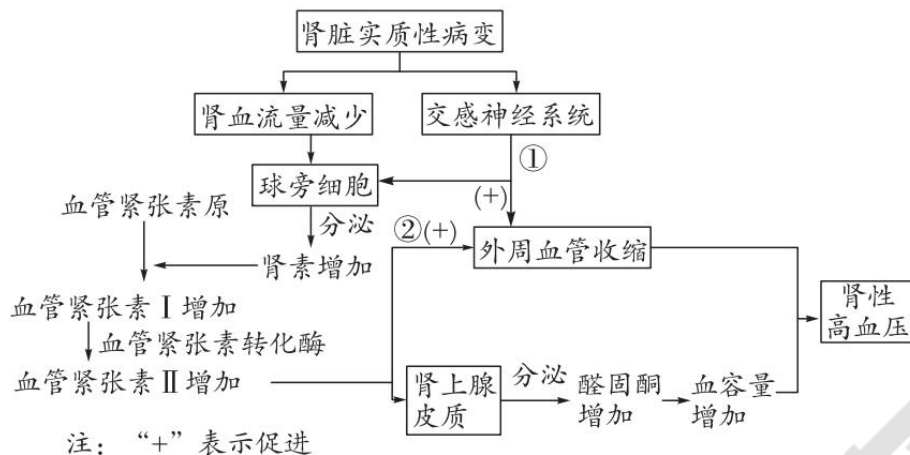 肾脏实质性病变
肾血流量减少
交感神经系统
①
球旁细胞
(+)
血管紧张素原
分泌
②(+)
外周血管收缩
肾素增加
血管紧张素Ⅰ增加
肾性
高血压
血管紧张素转化酶
血管紧张素Ⅱ增加
肾上腺
皮质
分泌
醛固酮
增加
血容量
增加
注：“+”表示促进